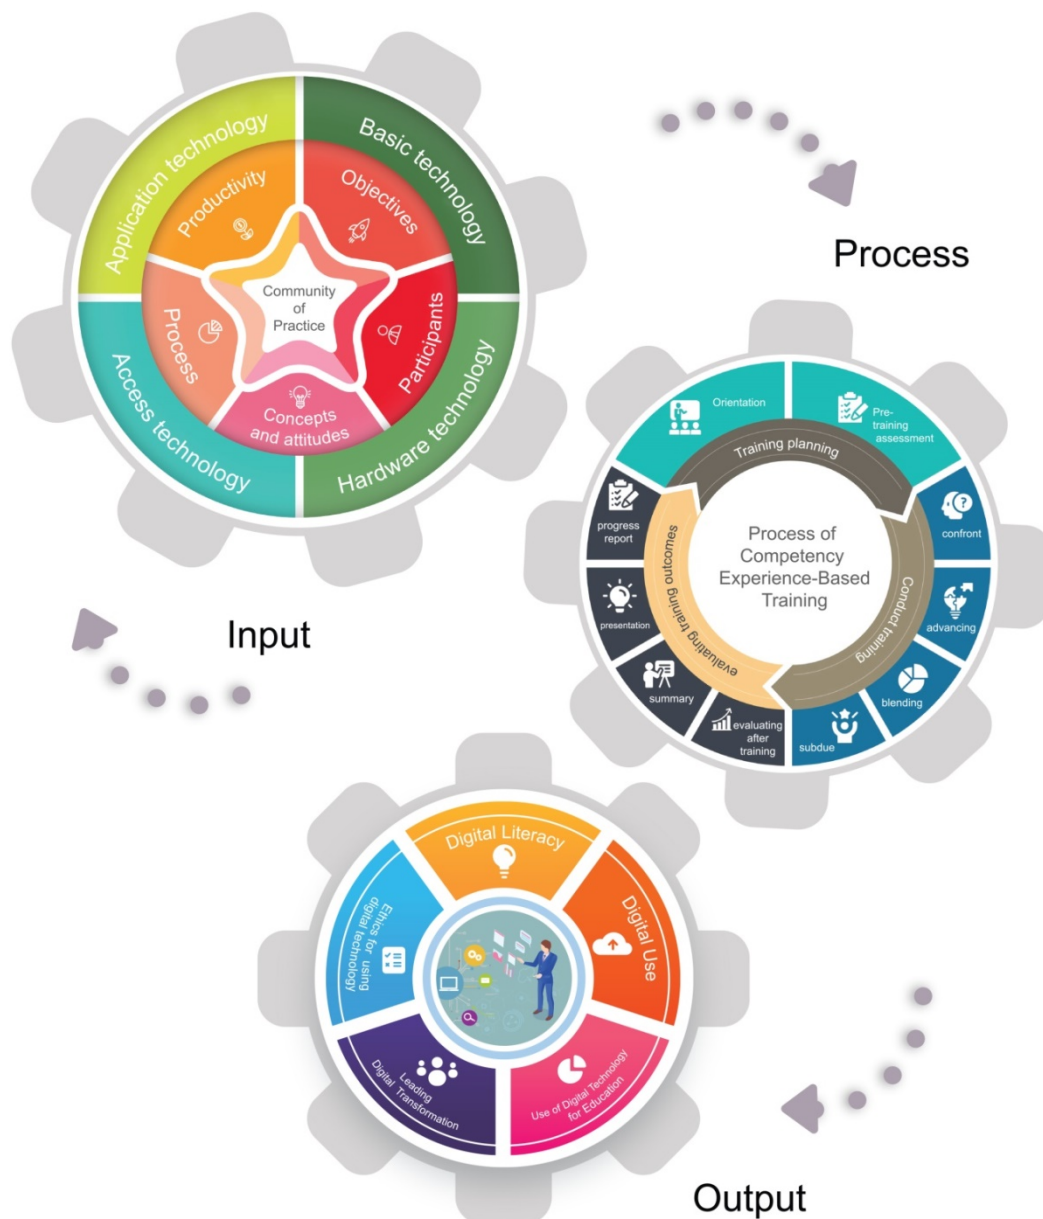 Application technology
Basic technology
Hardware technology
Access technology
Productivity
Objectives
Participants
Concepts
and attitudes
Process
Community
of
Practice
Input
Process
Orientation
Pre-
training
assessment
confront
advancing
blending
subdue
evaluating
after
training
summary
presentation
progress
report
Training planning
Conduct training
evaluating training outcomes
Process of
Competency
Experience-Based
Training
Digital Literacy
Digital Use
Use of Digital Technology
for Education
Leading
Digital Transformation
Ethics for using
digital technology
Output